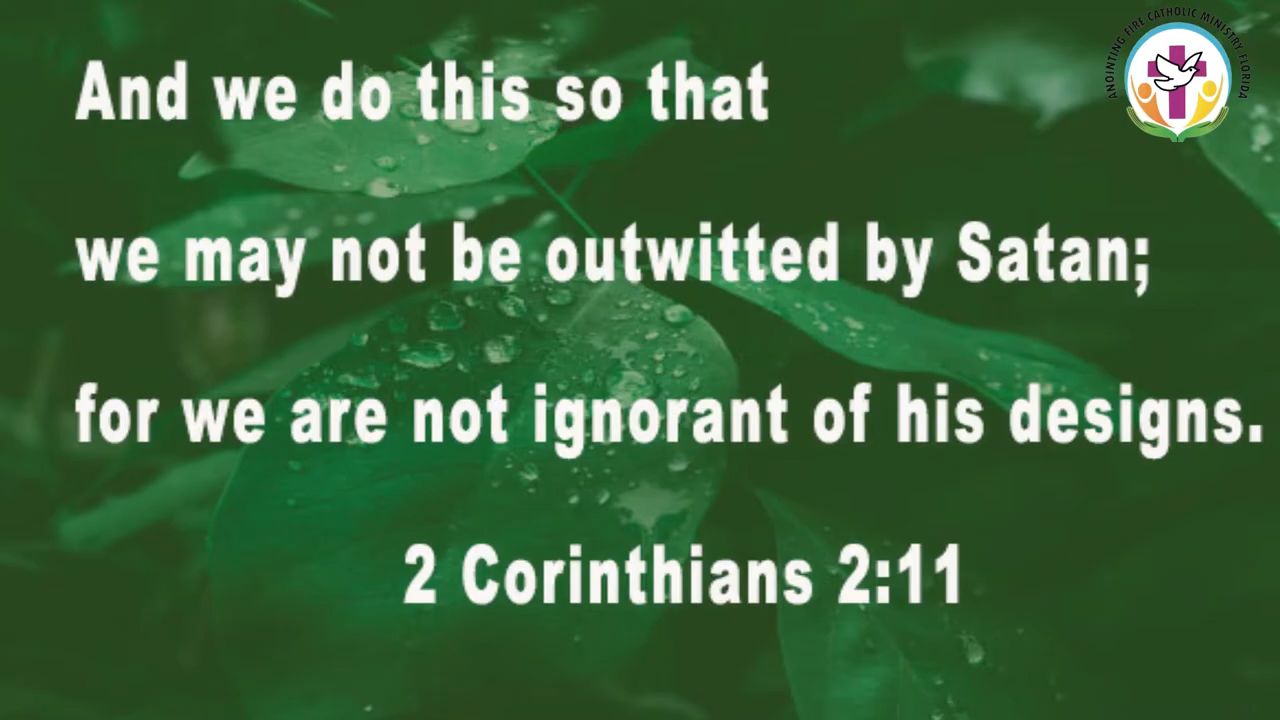 ANOINTING FIRE CATHOLIC MINISTRY FLORIDA
And we do this so that
we may not be outwitted by Satan;
for we are not ignorant of his designs.
2 Corinthians 2:11